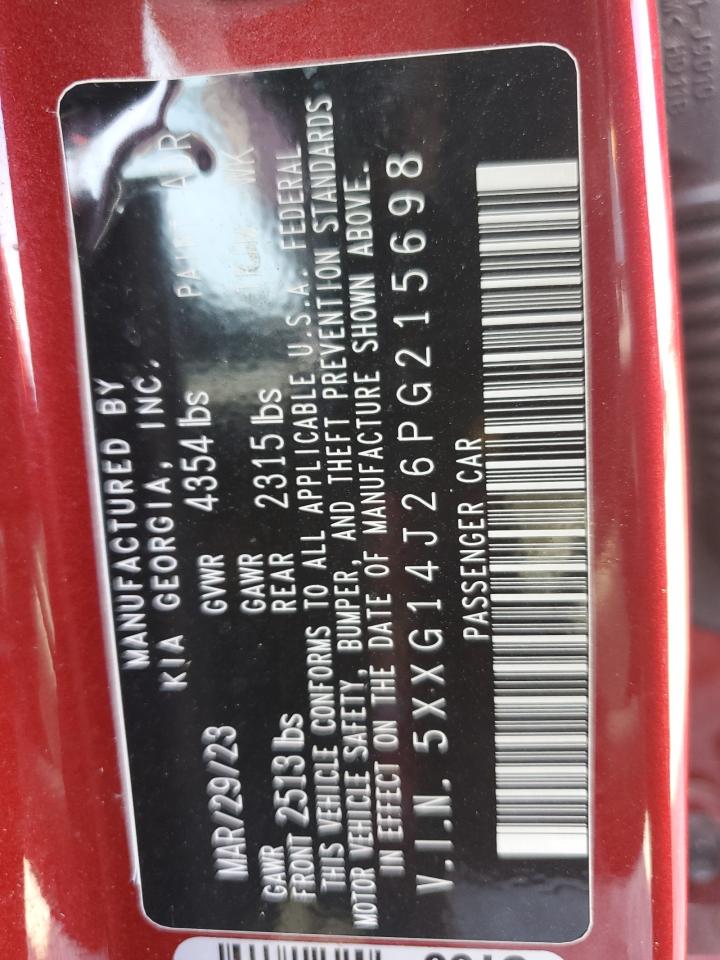 MANUFACTURED BY
KIA GEORGIA, INC.
MAR/29/23 GVWR 4354 lbs PAINT
GAWR GAWR
FRONT 2513 lbs REAR 2315 lbs
THIS VEHICLE CONFORMS TO ALL APPLICABLE U.S.A. FEDERAL
MOTOR VEHICLE SAFETY, BUMPER, AND THEFT PREVENTION STANDARDS
IN EFFECT ON THE DATE OF MANUFACTURE SHOWN ABOVE.
V.I.N. 5XXG14J26PG215698
PASSENGER CAR